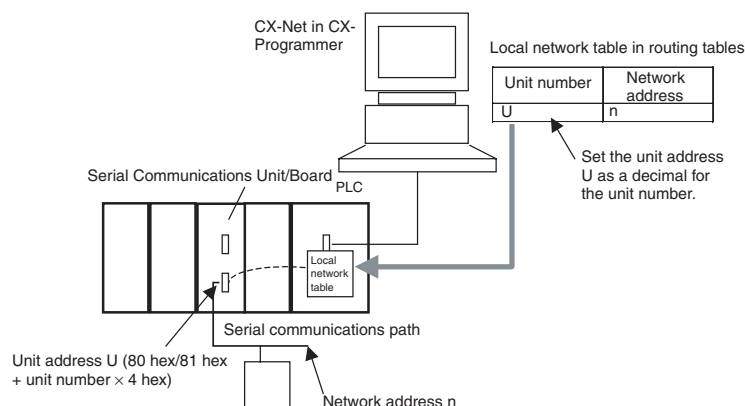 CX-Net in CX-
Programmer
Local network table in routing tables
Unit number
Network
address
U
n
Set the unit address
U as a decimal for
the unit number.
Serial Communications Unit/Board
PLC
Local
network
table
Serial communications path
Unit address U (80 hex/81 hex
+ unit number × 4 hex)
Network address n